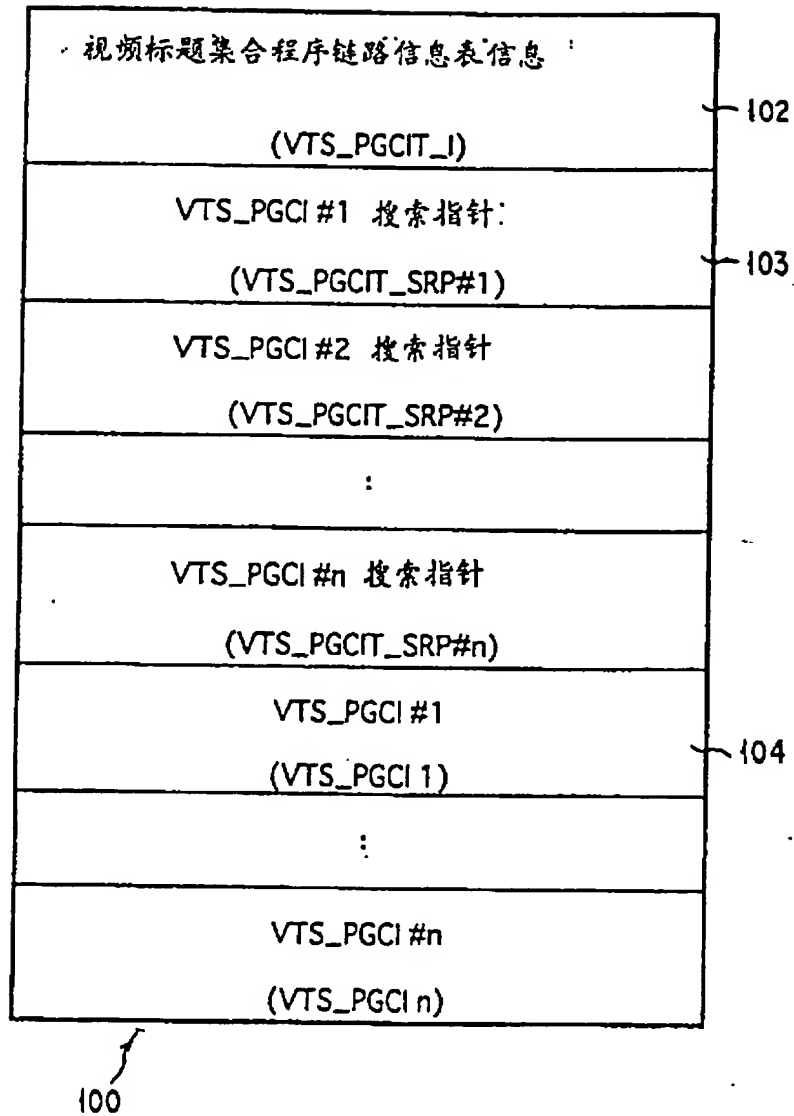 视频标题集合程序链路信息表信息
102
(VTS_PGCIT_I)
VTS_PGCI #1 搜索指针:
103
(VTS_PGCIT_SRP#1)
VTS_PGCI #2 搜索指针
(VTS_PGCIT_SRP#2)
:
VTS_PGCI #n 搜索指针
(VTS_PGCIT_SRP#n)
VTS_PGCI #1
104
(VTS_PGCI 1)
:
VTS_PGCI #n
(VTS_PGCI n)
100